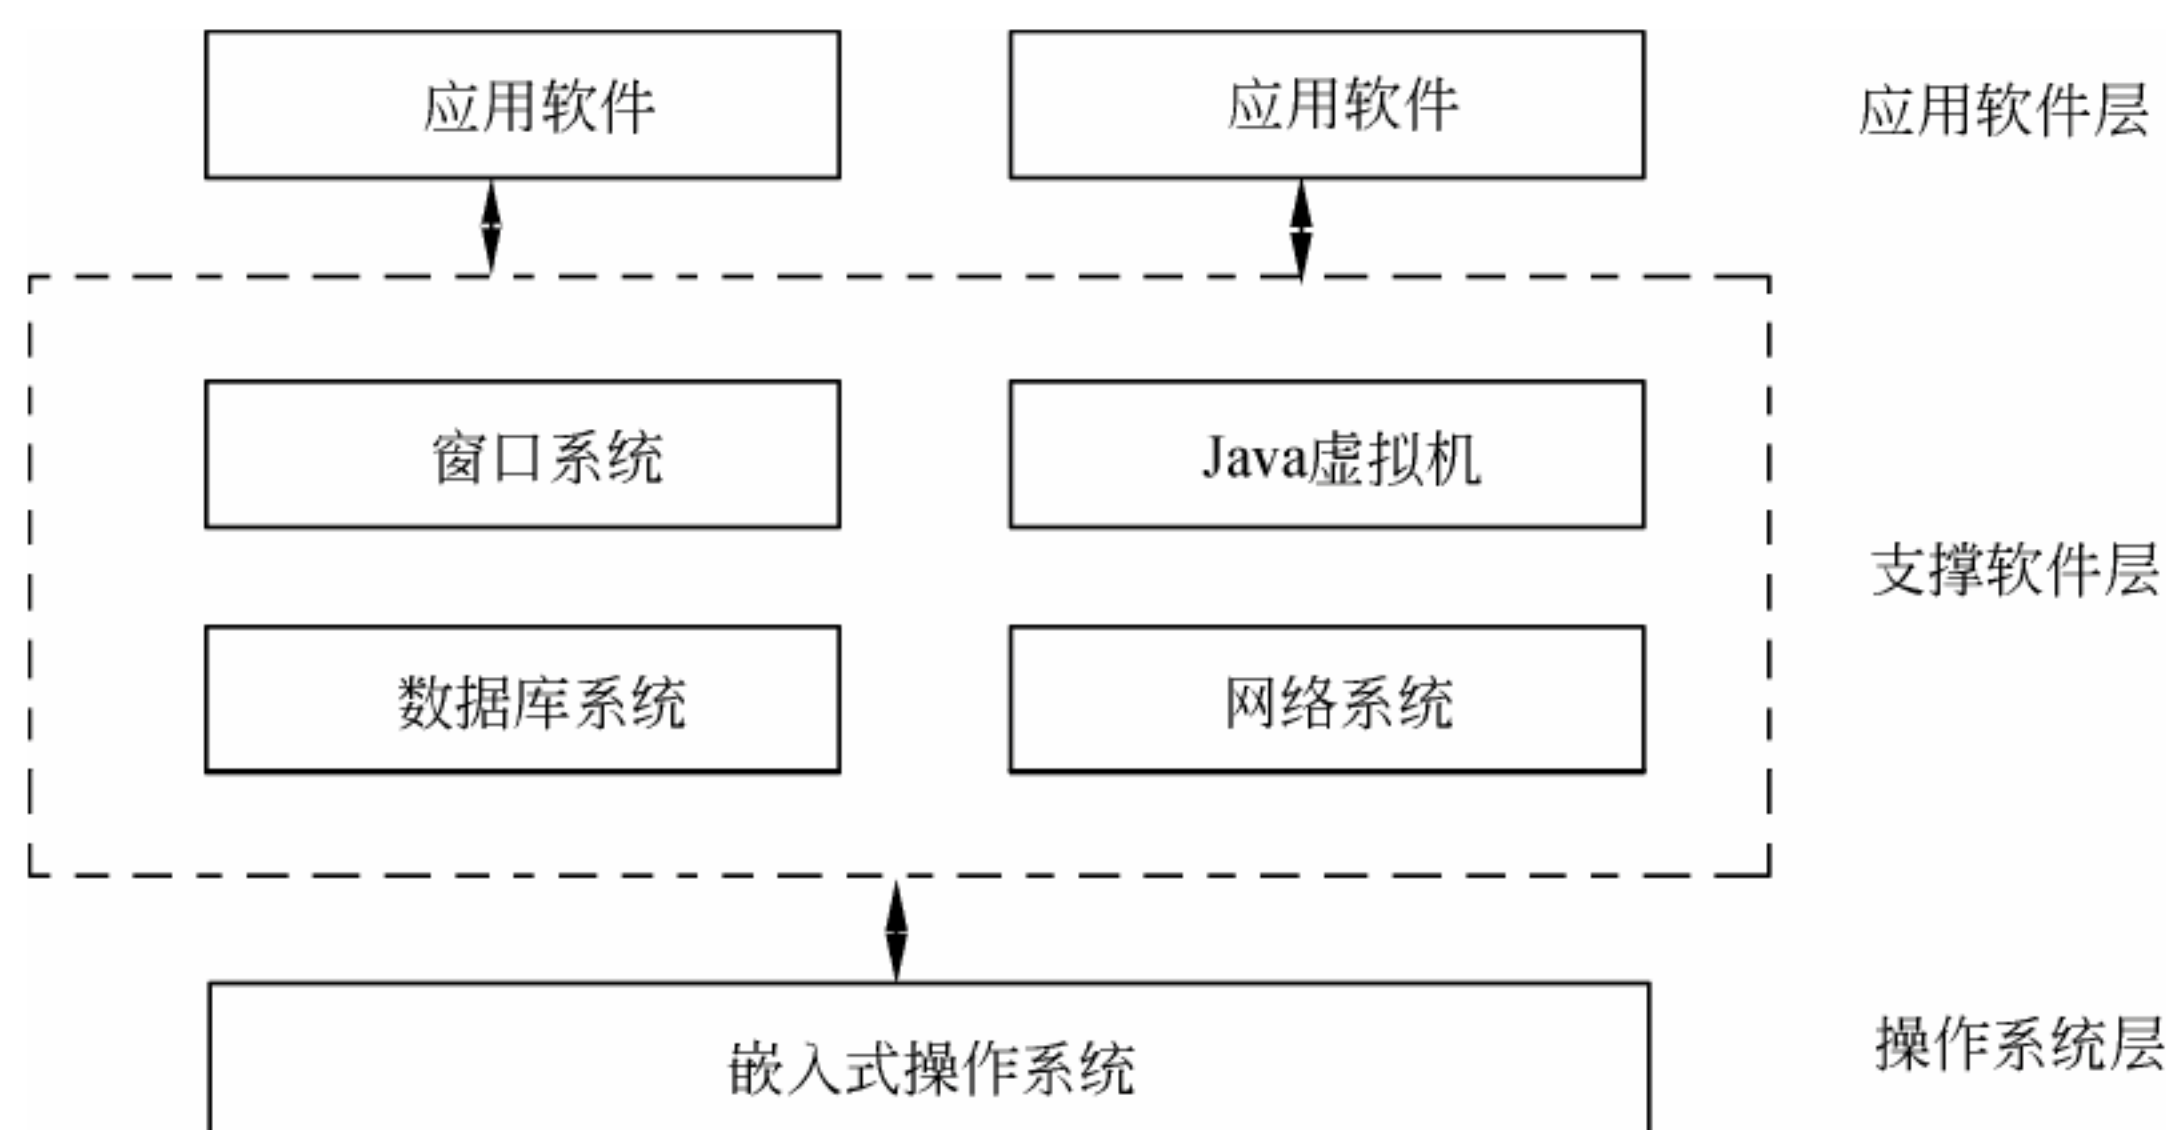 应用软件
应用软件
应用软件层
窗口系统
Java虚拟机
支撑软件层
数据库系统
网络系统
嵌入式操作系统
操作系统层